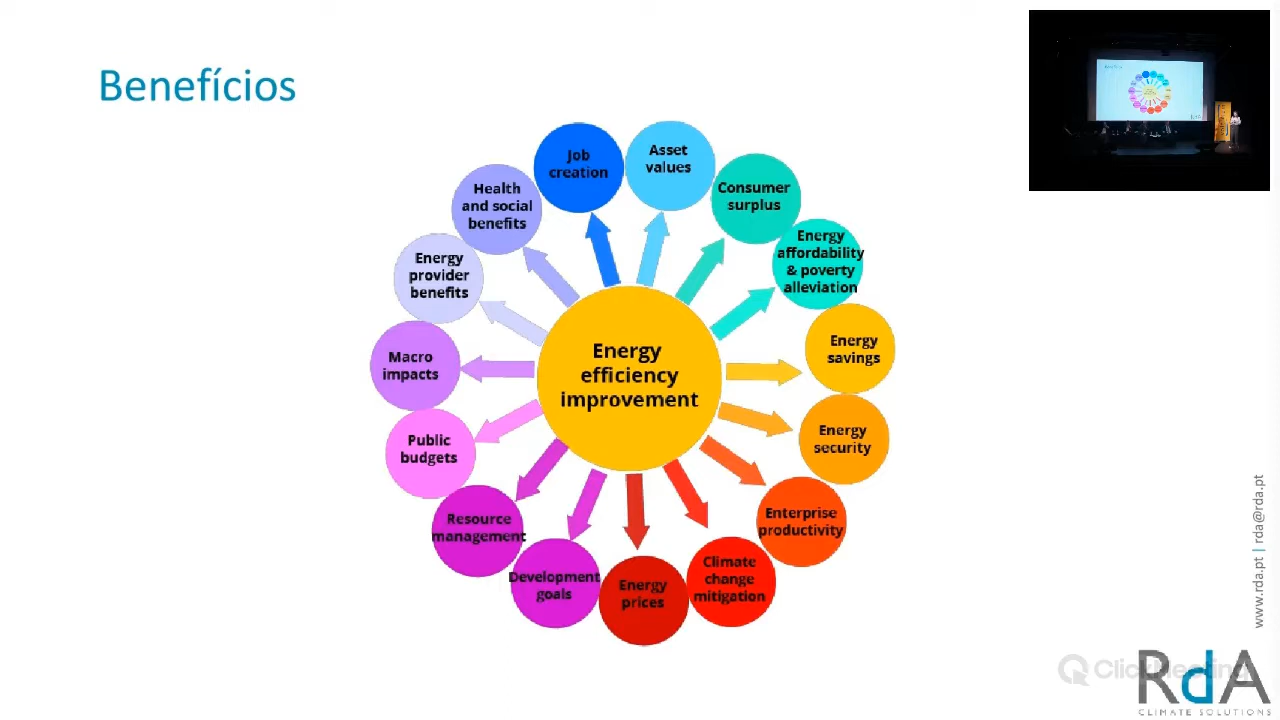 Benefícios
Job
creation
Asset
values
Consumer
surplus
Energy
affordability
& poverty
alleviation
Energy
savings
Energy
security
Enterprise
productivity
Climate
change
mitigation
Energy
prices
Development
goals
Resource
management
Public
budgets
Macro
impacts
Energy
provider
benefits
Health
and social
benefits
Energy
efficiency
improvement
www.rda.pt | rda@rda.pt
ClickMeeting
RdA
CLIMATE SOLUTIONS